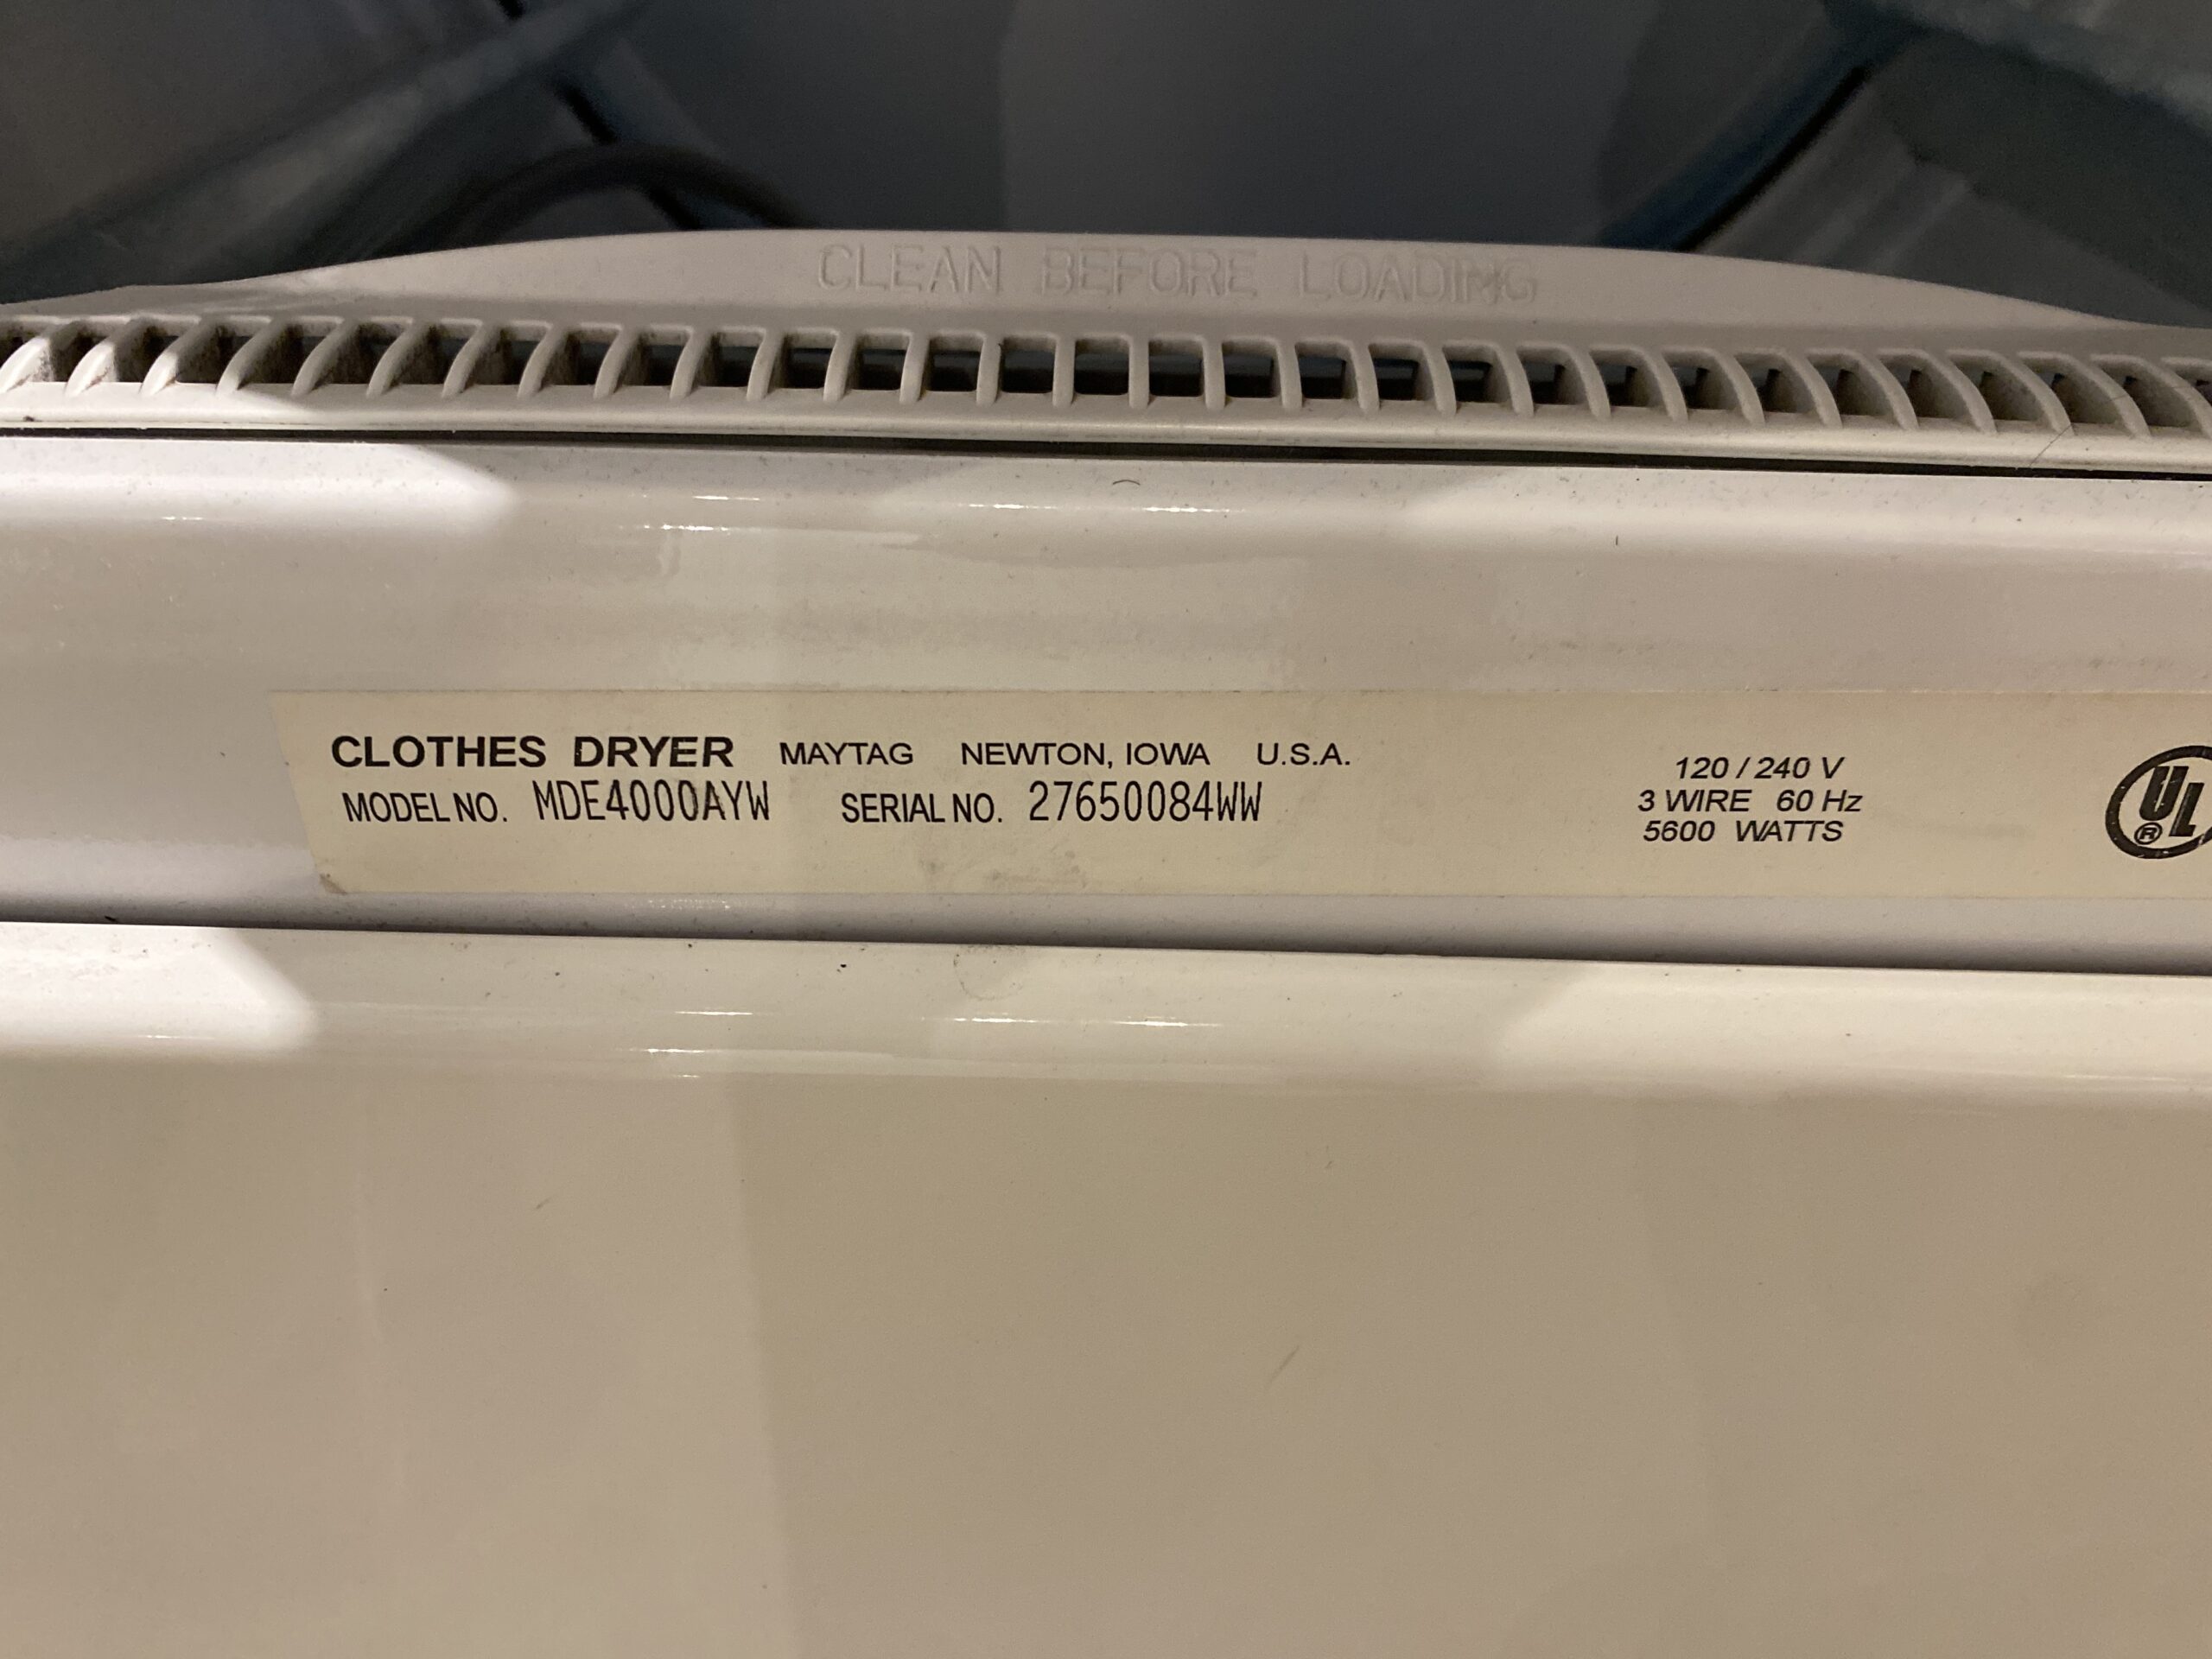 CLEAN BEFORE LOADING
CLOTHES DRYER MAYTAG NEWTON, IOWA U.S.A.
MODEL NO. MDE4000AYW SERIAL NO. 27650084WW
120 / 240 V
3 WIRE 60 Hz
5600 WATTS
UL
®